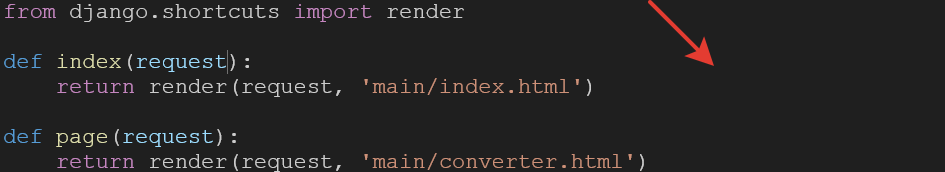 from django.shortcuts import render
def index(request):
    return render(request, 'main/index.html')
def page(request):
    return render(request, 'main/converter.html')